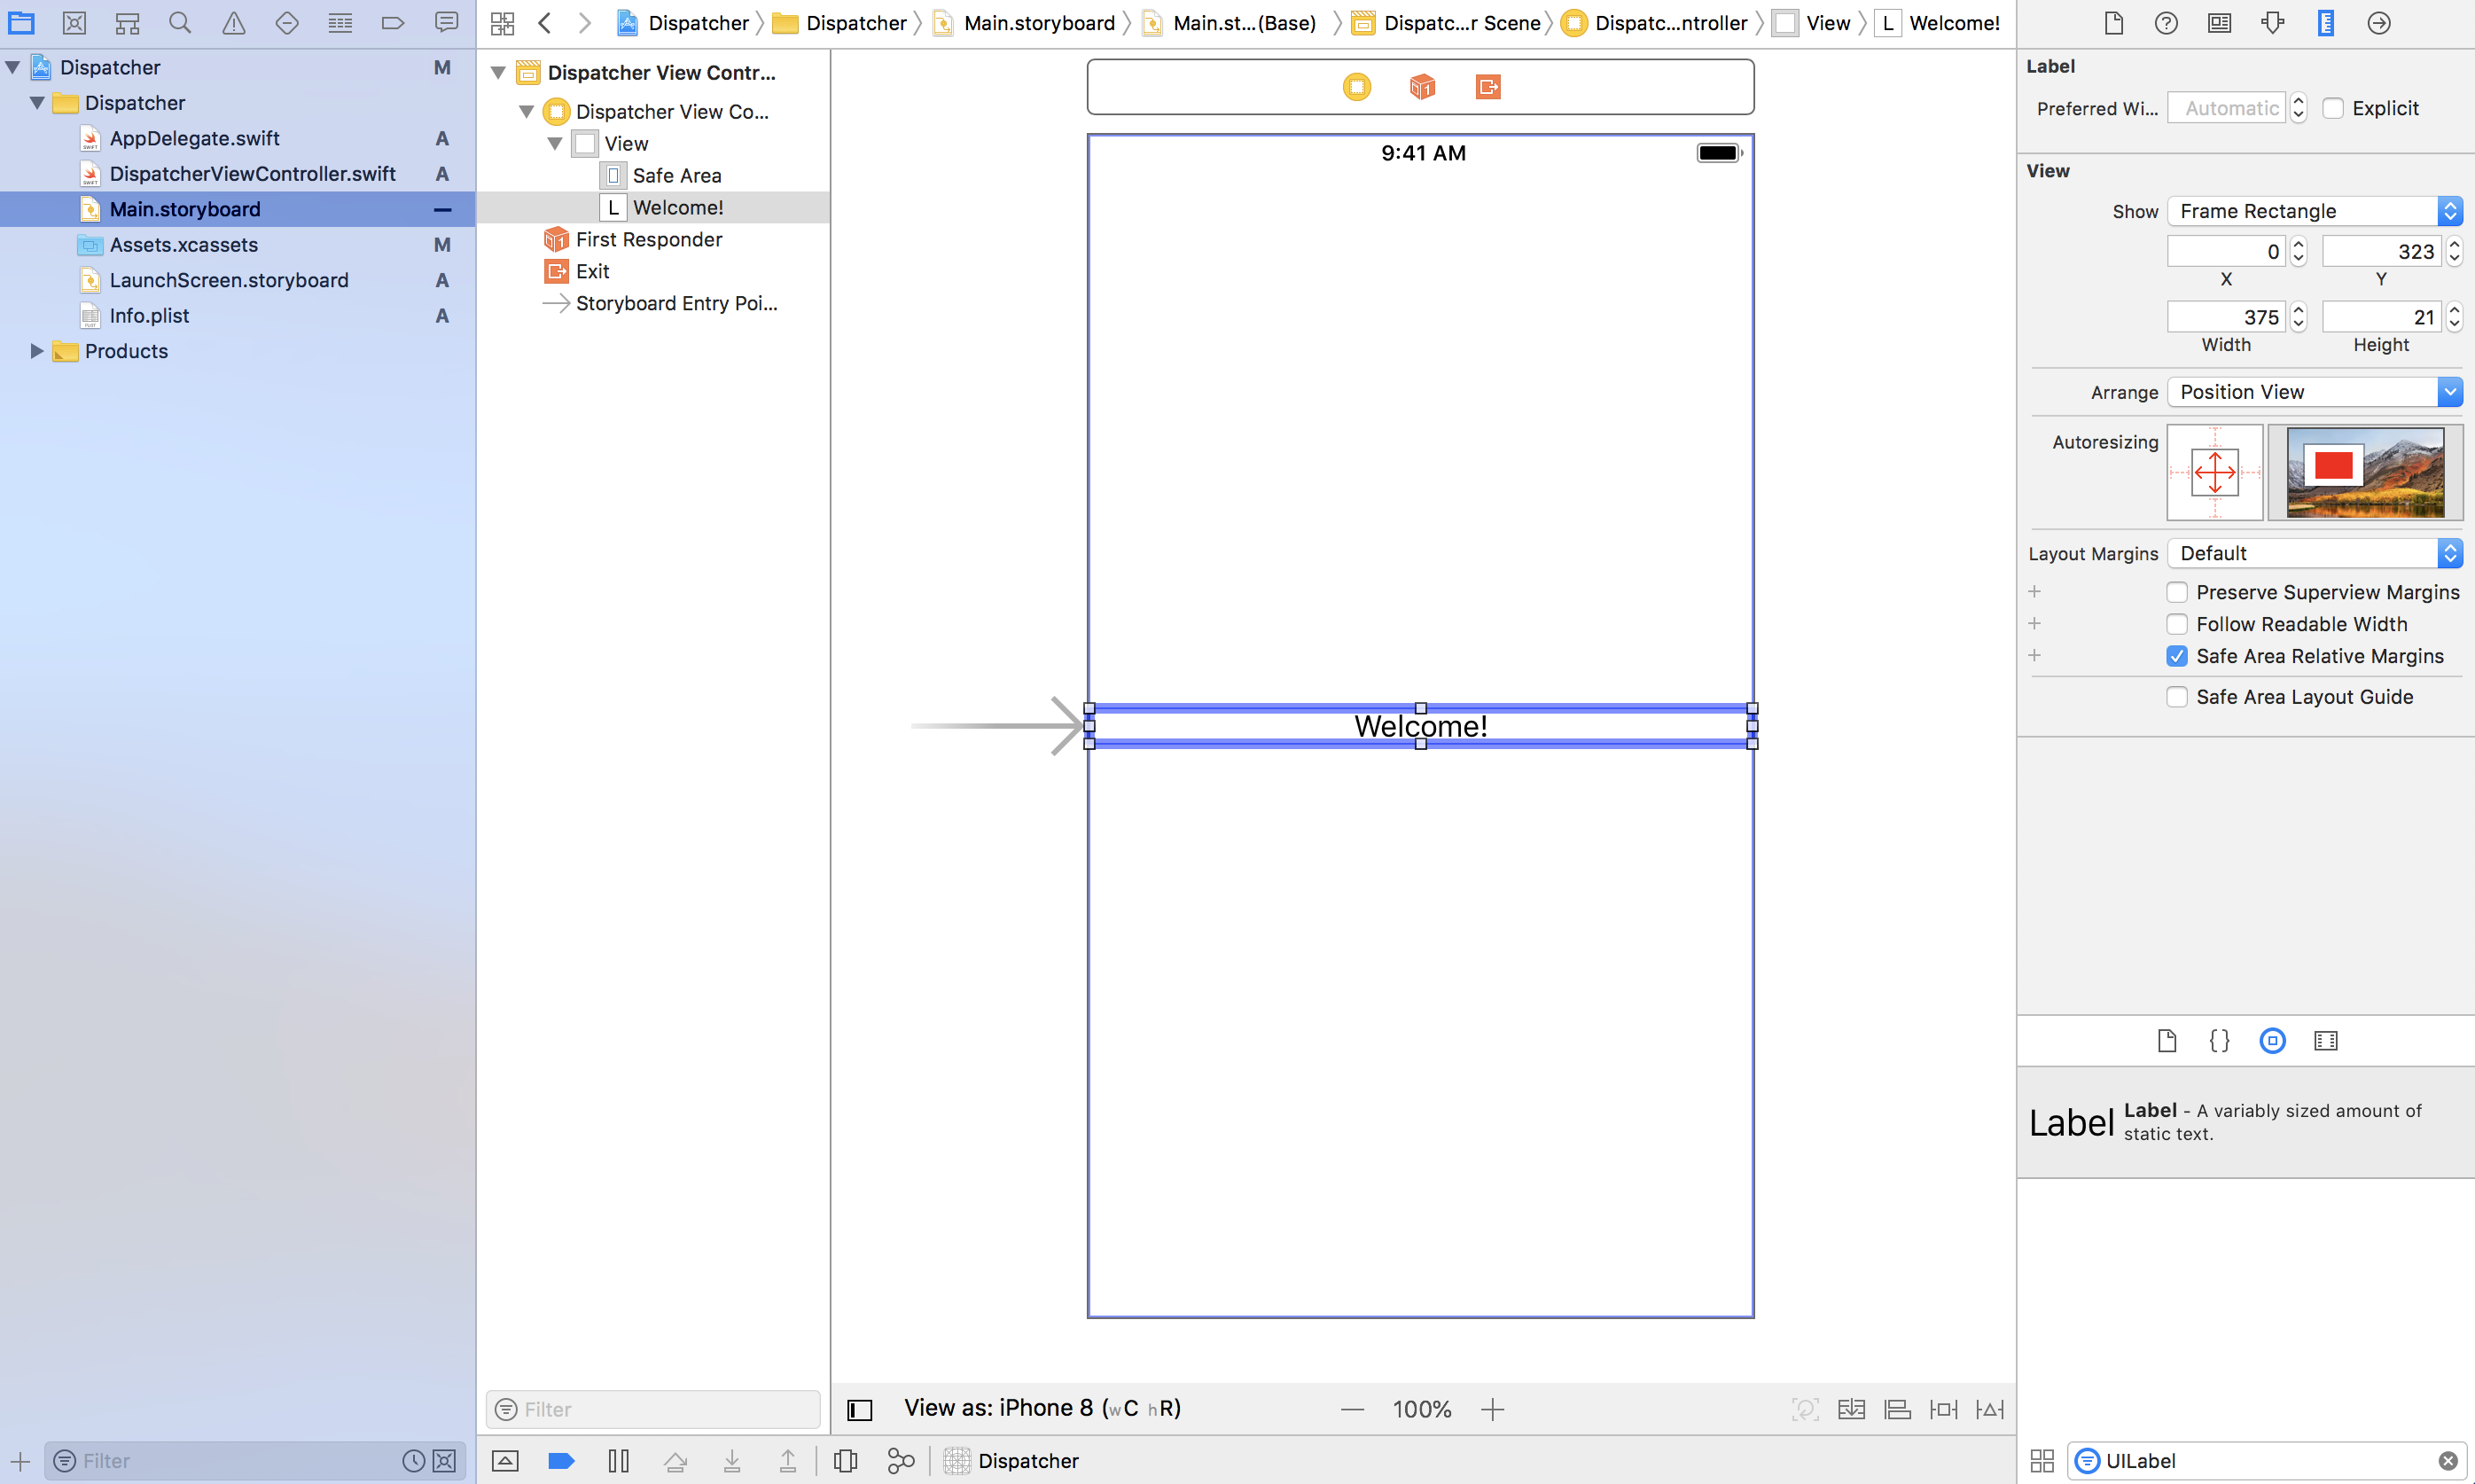 Dispatcher
Dispatcher
Main.storyboard
Main.st...(Base)
Dispatc...r Scene
Dispatc...ntroller
View
L Welcome!
Dispatcher M
Dispatcher
AppDelegate.swift A
DispatcherViewController.swift A
Main.storyboard
Assets.xcassets M
LaunchScreen.storyboard A
Info.plist A
Products
Filter
Dispatcher View Contr...
Dispatcher View Co...
View
Safe Area
L Welcome!
First Responder
Exit
Storyboard Entry Poi...
Filter
9:41 AM
Welcome!
View as: iPhone 8 (wC hR)
100%
Dispatcher
Label
Preferred Wi... Automatic Explicit
View
Show Frame Rectangle
0 323
X Y
375 21
Width Height
Arrange Position View
Autoresizing
Layout Margins Default
Preserve Superview Margins
Follow Readable Width
Safe Area Relative Margins
Safe Area Layout Guide
{}
Label
Label - A variably sized amount of
static text.
UILabel